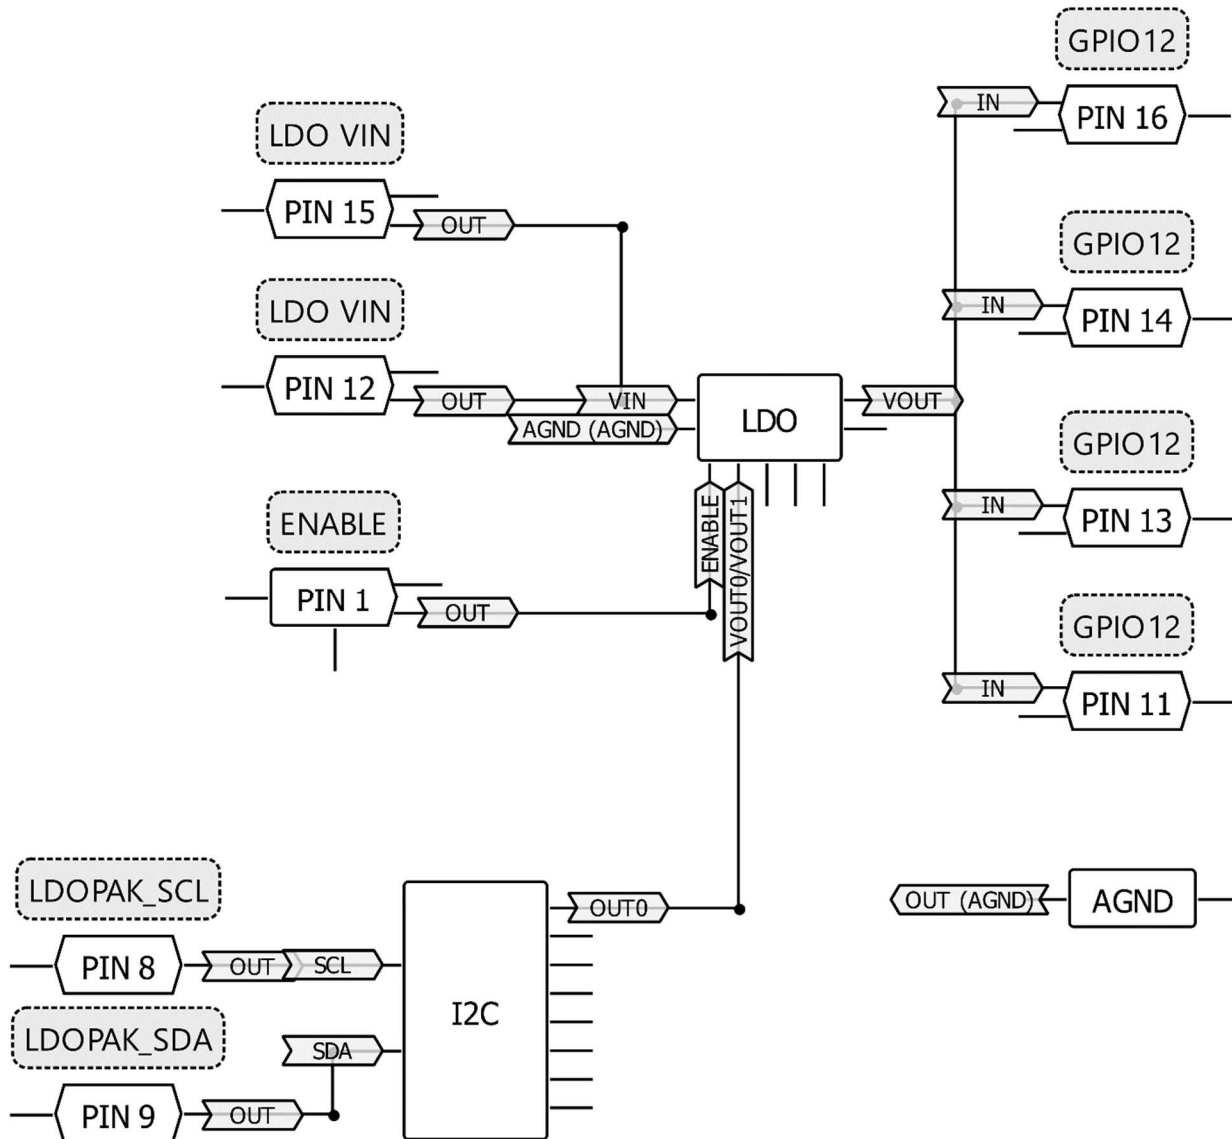 GPIO12
IN
PIN 16
LDO VIN
PIN 15
OUT
GPIO12
IN
PIN 14
LDO VIN
PIN 12
OUT
VIN
AGND (AGND)
LDO
VOUT
GPIO12
IN
PIN 13
ENABLE
PIN 1
OUT
ENABLE
VOUT0/VOUT1
GPIO12
IN
PIN 11
LDOPAK_SCL
PIN 8
OUT
SCL
I2C
OUT0
OUT (AGND)
AGND
LDOPAK_SDA
SDA
PIN 9
OUT